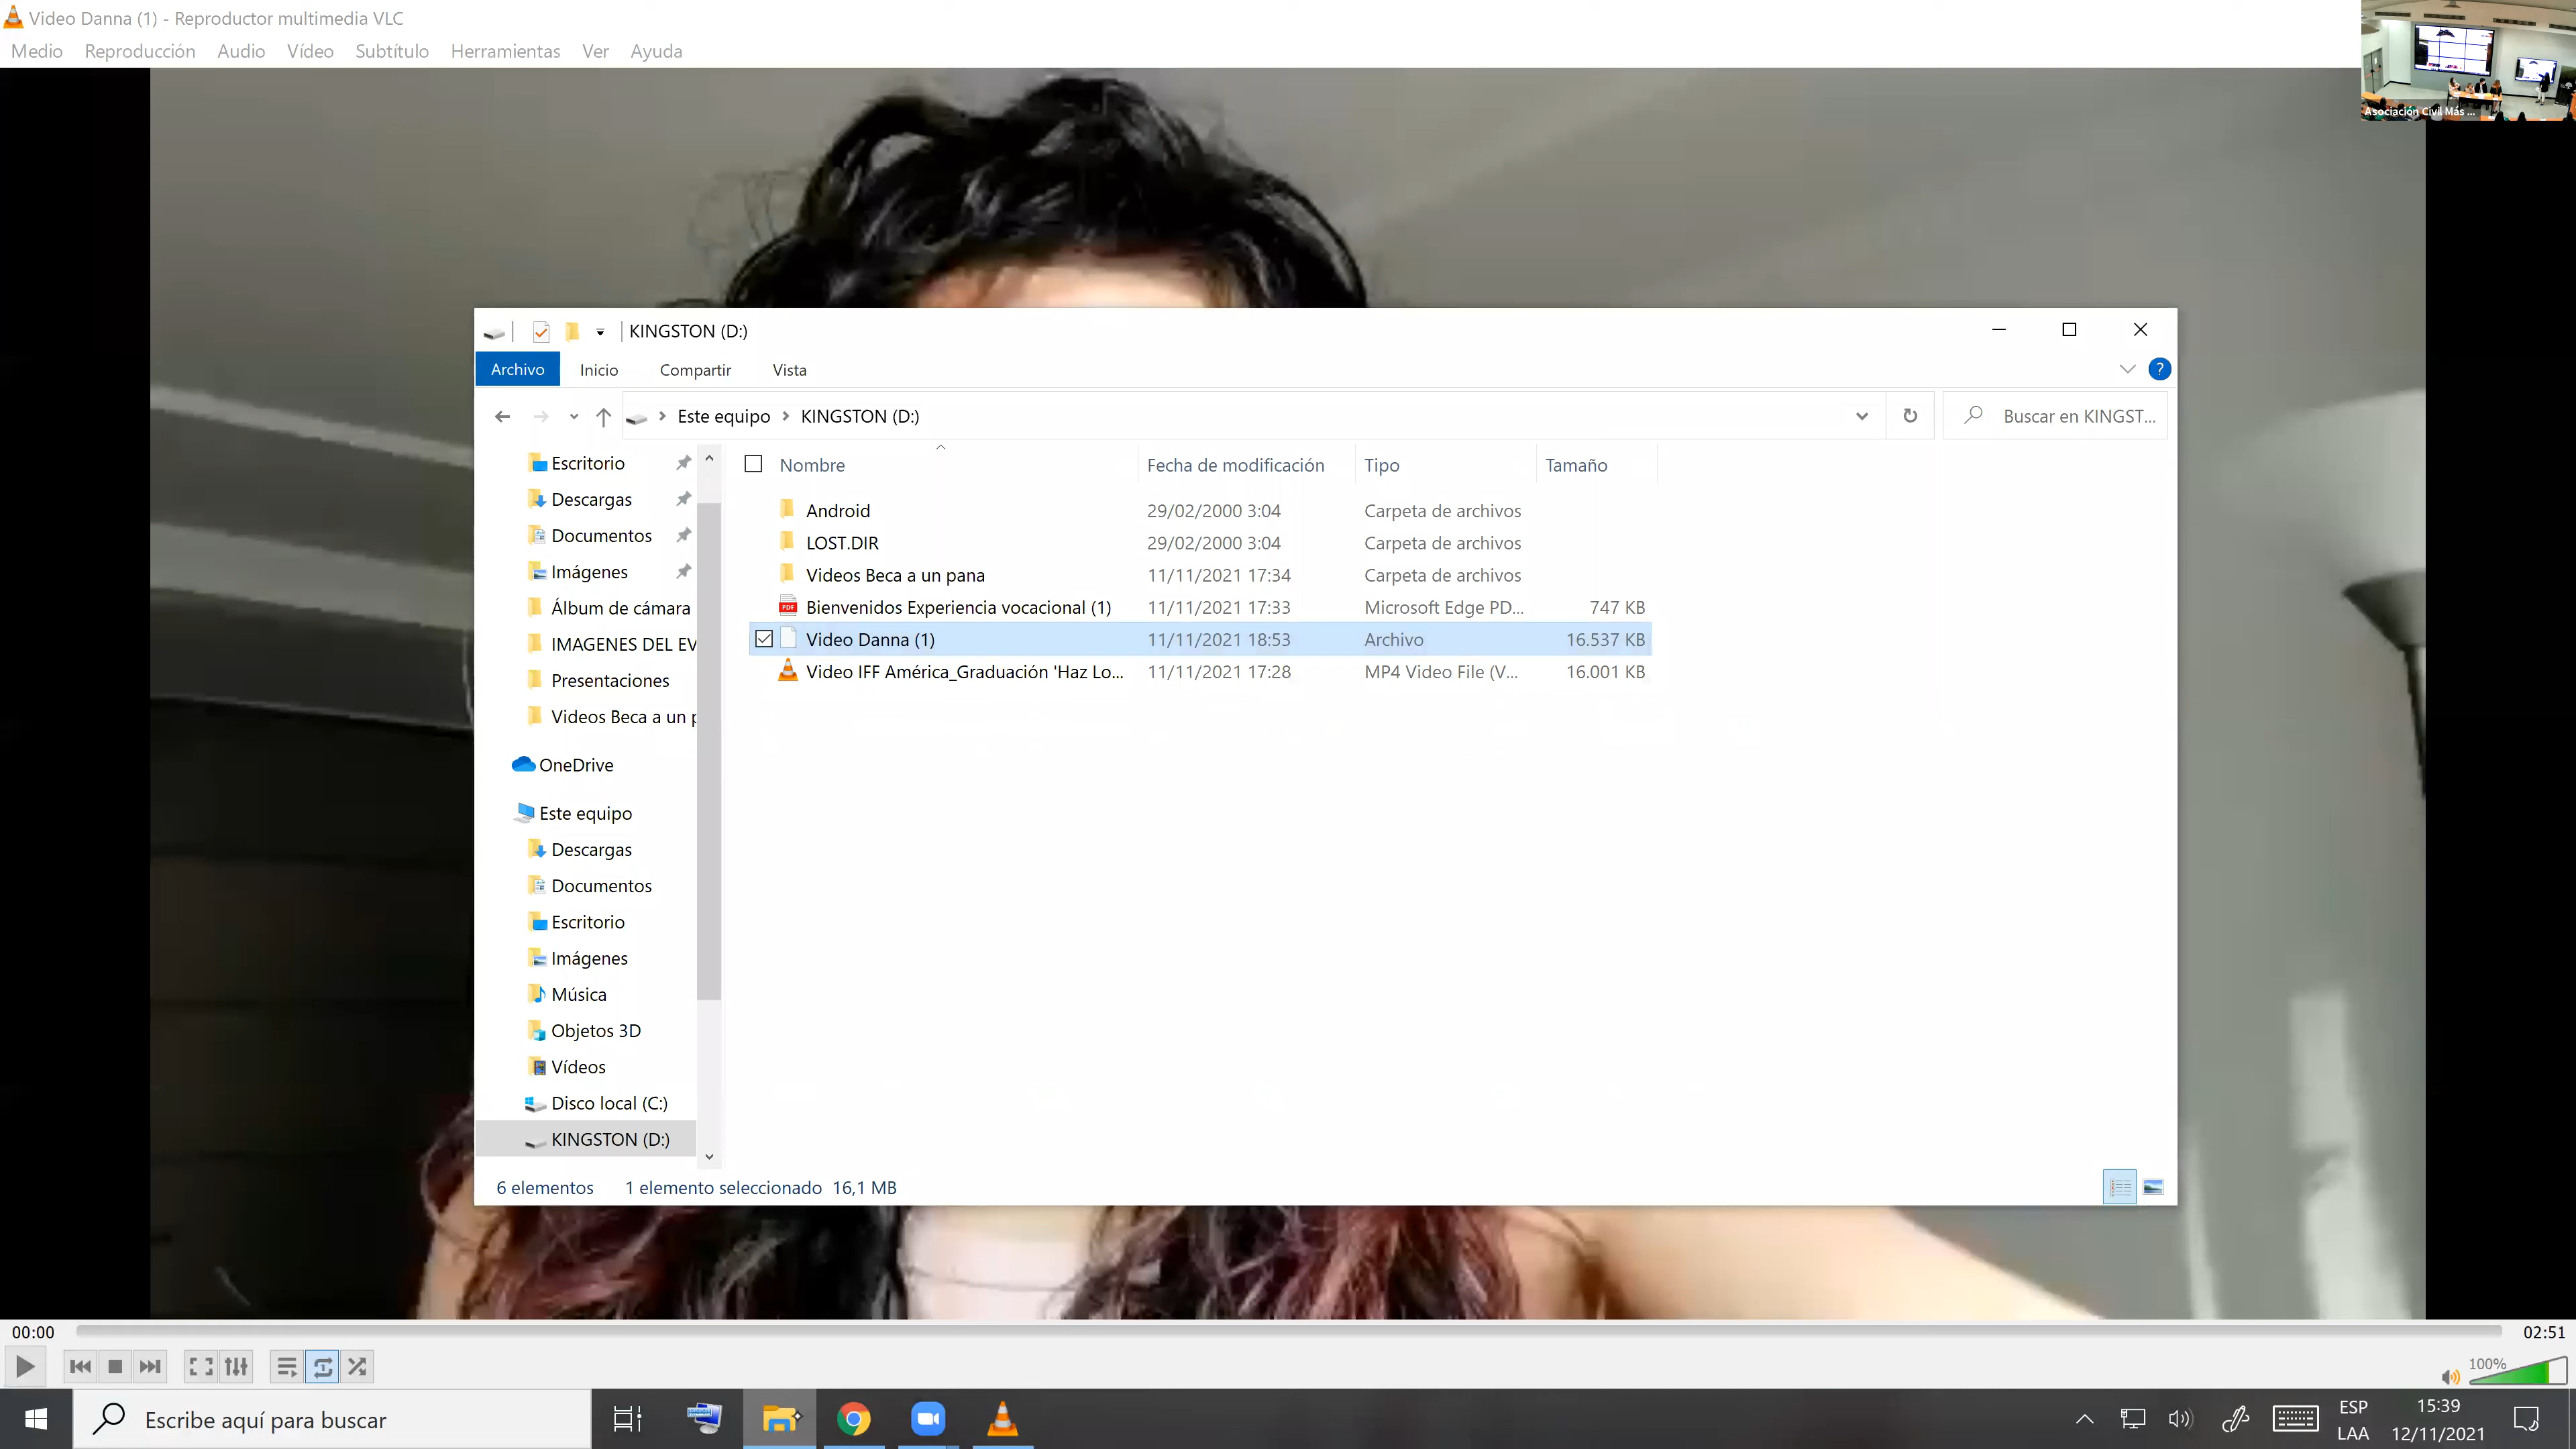 Video Danna (1) - Reproductor multimedia VLC
Medio Reproducción Audio Vídeo Subtítulo Herramientas Ver Ayuda
Asociación Civil Más ...
KINGSTON (D:)
Archivo Inicio Compartir Vista
?
Este equipo KINGSTON (D:)
Buscar en KINGST...
Nombre Fecha de modificación Tipo Tamaño
Android 29/02/2000 3:04 Carpeta de archivos
LOST.DIR 29/02/2000 3:04 Carpeta de archivos
Videos Beca a un pana 11/11/2021 17:34 Carpeta de archivos
PDF Bienvenidos Experiencia vocacional (1) 11/11/2021 17:33 Microsoft Edge PD... 747 KB
Video Danna (1) 11/11/2021 18:53 Archivo 16.537 KB
Video IFF América_Graduación 'Haz Lo... 11/11/2021 17:28 MP4 Video File (V... 16.001 KB
Escritorio
Descargas
Documentos
Imágenes
Álbum de cámara
IMAGENES DEL EV
Presentaciones
Videos Beca a un p
OneDrive
Este equipo
Descargas
Documentos
Escritorio
Imágenes
Música
Objetos 3D
Vídeos
Disco local (C:)
KINGSTON (D:)
6 elementos 1 elemento seleccionado 16,1 MB
00:00 02:51
100%
Escribe aquí para buscar
ESP
LAA
15:39
12/11/2021